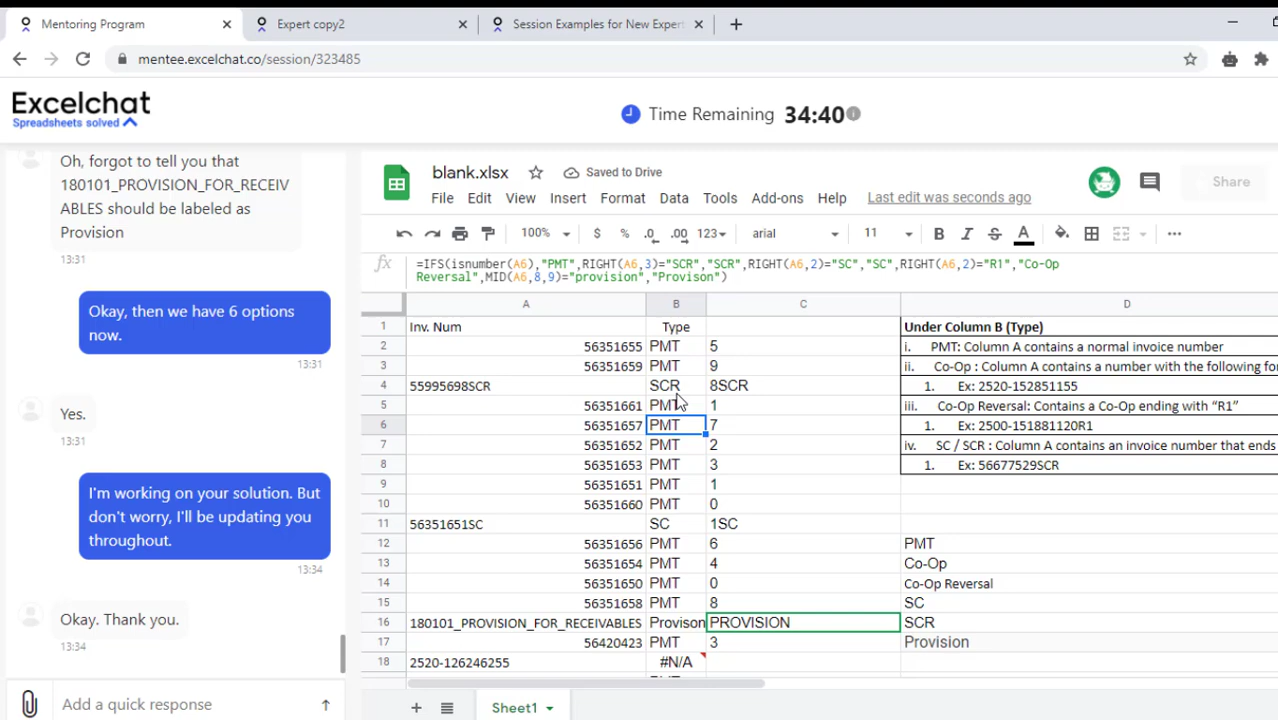 Mentoring Program
Expert copy2
Session Examples for New Expert
mentee.excelchat.co/session/323485
Excelchat
Spreadsheets solved
Time Remaining 34:40
Oh, forgot to tell you that
180101_PROVISION_FOR_RECEIV
ABLES should be labeled as
Provision
13:31
Okay, then we have 6 options
now.
13:31
Yes.
13:31
I'm working on your solution. But
don't worry, I'll be updating you
throughout.
13:34
Okay. Thank you.
13:34
Add a quick response
blank.xlsx
Saved to Drive
Share
File Edit View Insert Format Data Tools Add-ons Help Last edit was seconds ago
100% $ % .0 .00 123 arial 11 B I S A
fx
=IFS(isnumber(A6),"PMT",RIGHT(A6,3)="SCR","SCR",RIGHT(A6,2)="SC","SC",RIGHT(A6,2)="R1","Co-Op
Reversal",MID(A6,8,9)="provision","Provison")
A B C D
1 Inv. Num Type Under Column B (Type)
2 56351655 PMT 5 i. PMT: Column A contains a normal invoice number
3 56351659 PMT 9 ii. Co-Op : Column A contains a number with the following fo
4 55995698SCR SCR 8SCR 1. Ex: 2520-152851155
5 56351661 PMT 1 iii. Co-Op Reversal: Contains a Co-Op ending with “R1”
6 56351657 PMT 7 1. Ex: 2500-151881120R1
7 56351652 PMT 2 iv. SC / SCR : Column A contains an invoice number that ends
8 56351653 PMT 3 1. Ex: 56677529SCR
9 56351651 PMT 1
10 56351660 PMT 0
11 56351651SC SC 1SC
12 56351656 PMT 6 PMT
13 56351654 PMT 4 Co-Op
14 56351650 PMT 0 Co-Op Reversal
15 56351658 PMT 8 SC
16 180101_PROVISION_FOR_RECEIVABLES Provison PROVISION SCR
17 56420423 PMT 3 Provision
18 2520-126246255 #N/A
Sheet1